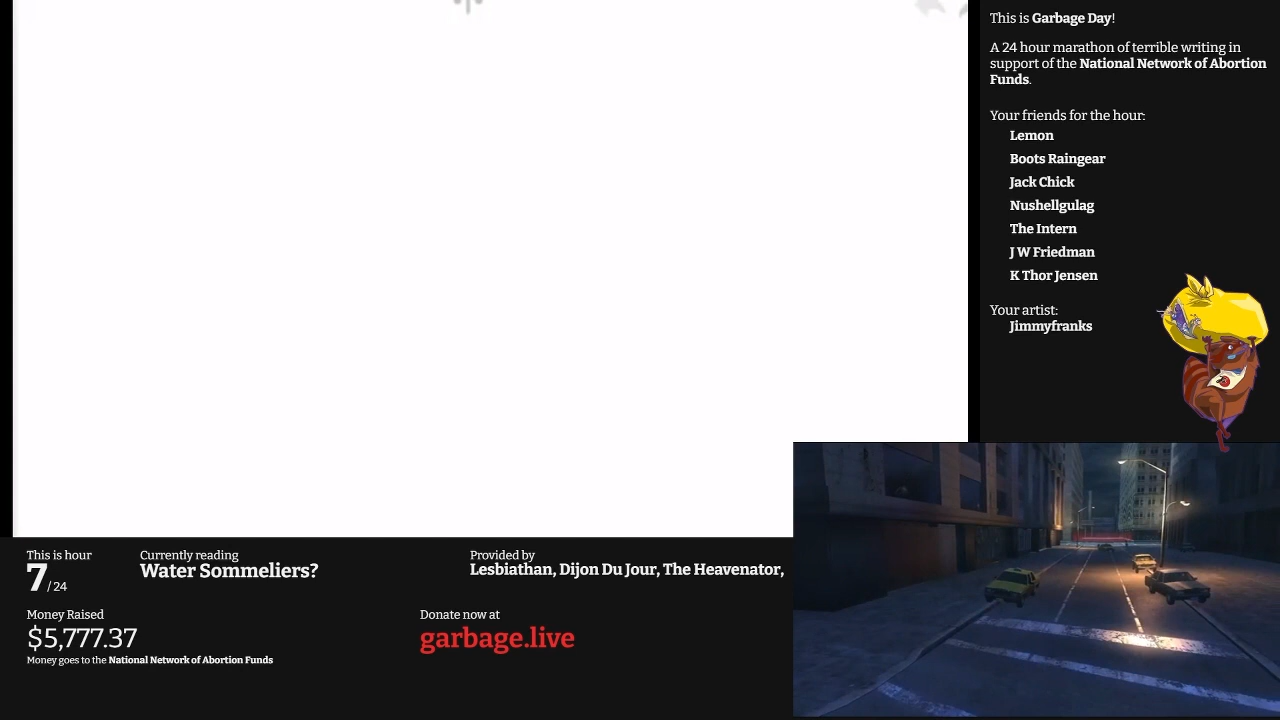 This is Garbage Day!
A 24 hour marathon of terrible writing in
support of the National Network of Abortion
Funds.
Your friends for the hour:
Lemon
Boots Raingear
Jack Chick
Nushellgulag
The Intern
J W Friedman
K Thor Jensen
Your artist:
Jimmyfranks
This is hour
7 / 24
Currently reading
Water Sommeliers?
Provided by
Lesbiathan, Dijon Du Jour, The Heavenator,
Money Raised
$5,777.37
Money goes to the National Network of Abortion Funds
Donate now at
garbage.live